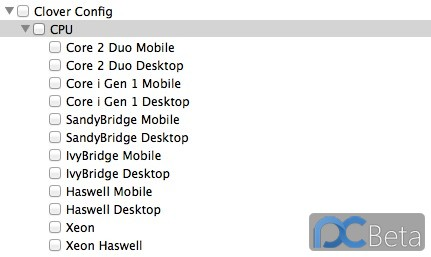 Clover Config
CPU
Core 2 Duo Mobile
Core 2 Duo Desktop
Core i Gen 1 Mobile
Core i Gen 1 Desktop
SandyBridge Mobile
SandyBridge Desktop
IvyBridge Mobile
IvyBridge Desktop
Haswell Mobile
Haswell Desktop
Xeon
Xeon Haswell
PCBeta